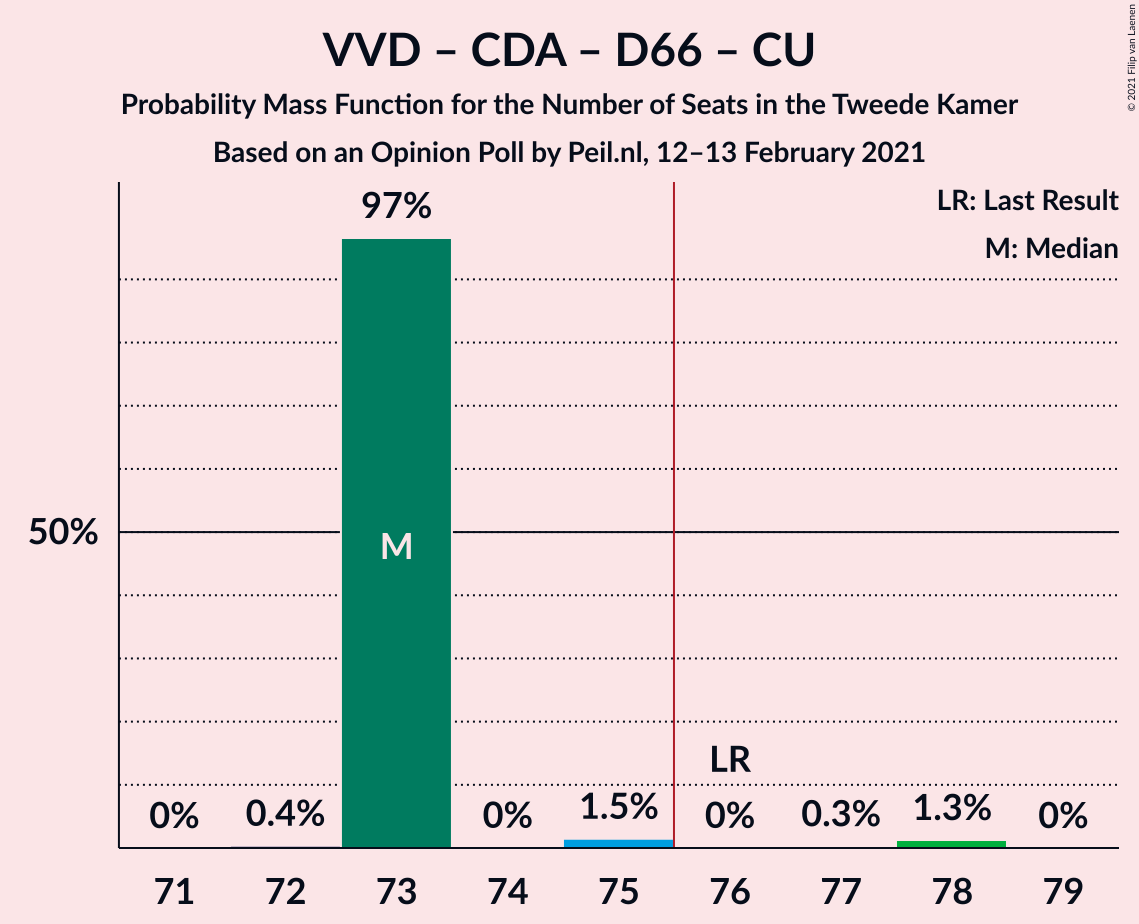 VVD – CDA – D66 – CU
Probability Mass Function for the Number of Seats in the Tweede Kamer
Based on an Opinion Poll by Peil.nl, 12–13 February 2021
© 2021 Filip van Laenen
LR: Last Result
M: Median
97%
50%
M
LR
0% 0.4% 0% 1.5% 0% 0.3% 1.3% 0%
71 72 73 74 75 76 77 78 79